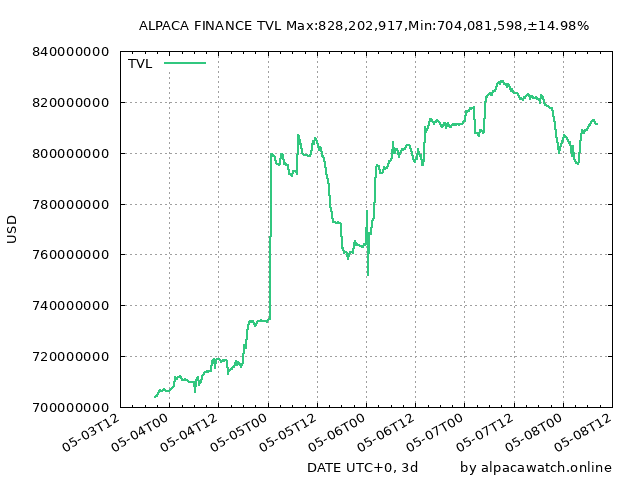 ALPACA FINANCE TVL Max:828,202,917,Min:704,081,598,±14.98%
840000000
TVL
820000000
800000000
780000000
USD
760000000
740000000
720000000
700000000
05-03T12
05-04T00
05-04T12
05-05T00
05-05T12
05-06T00
05-06T12
05-07T00
05-07T12
05-08T00
05-08T12
DATE UTC+0, 3d
by alpacawatch.online